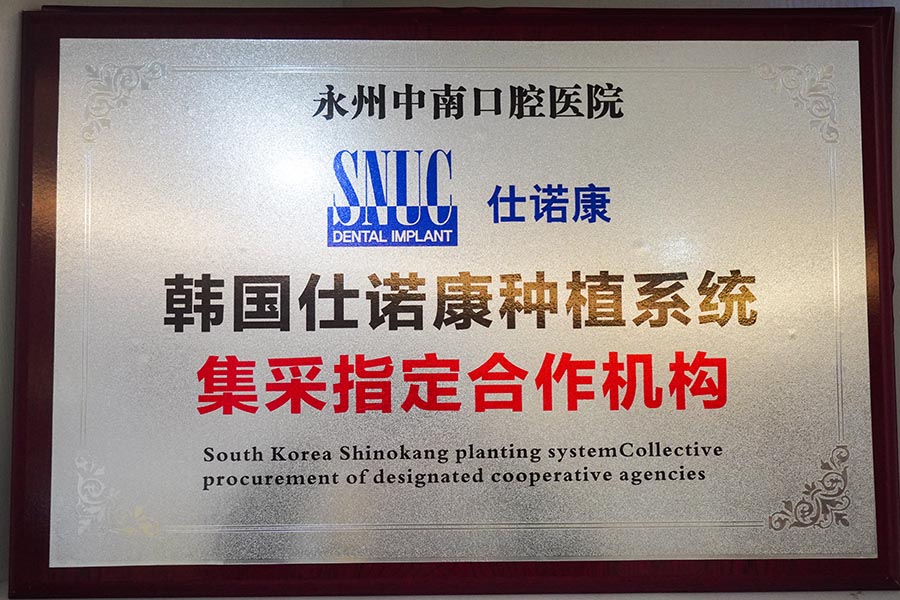 永州中南口腔医院
SNUC
DENTAL IMPLANT
仕诺康
韩国仕诺康种植系统
集采指定合作机构
South Korea Shinokang planting systemCollective
procurement of designated cooperative agencies